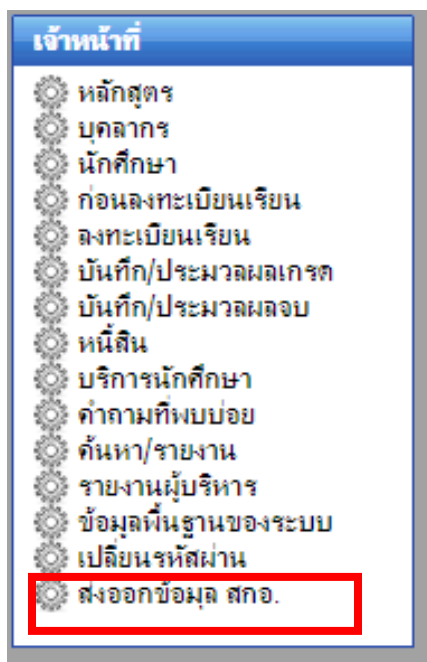 เจ้าหน้าที่
หลักสูตร
บุคลากร
นักศึกษา
ก่อนลงทะเบียนเรียน
ลงทะเบียนเรียน
บันทึก/ประมวลผลเกรด
บันทึก/ประมวลผลจบ
หนี้สิน
บริการนักศึกษา
คำถามที่พบบ่อย
ค้นหา/รายงาน
รายงานผู้บริหาร
ข้อมูลพื้นฐานของระบบ
เปลี่ยนรหัสผ่าน
ส่งออกข้อมูล สกอ.